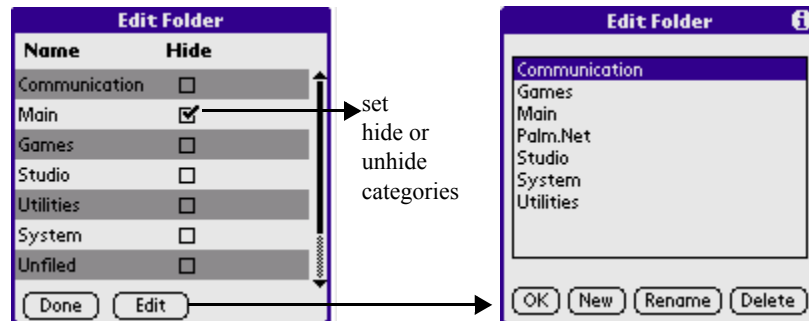 Edit Folder
Name Hide
Communication
Main
Games
Studio
Utilities
System
Unfiled
Done Edit
set
hide or
unhide
categories
Edit Folder i
Communication
Games
Main
Palm.Net
Studio
System
Utilities
OK New Rename Delete